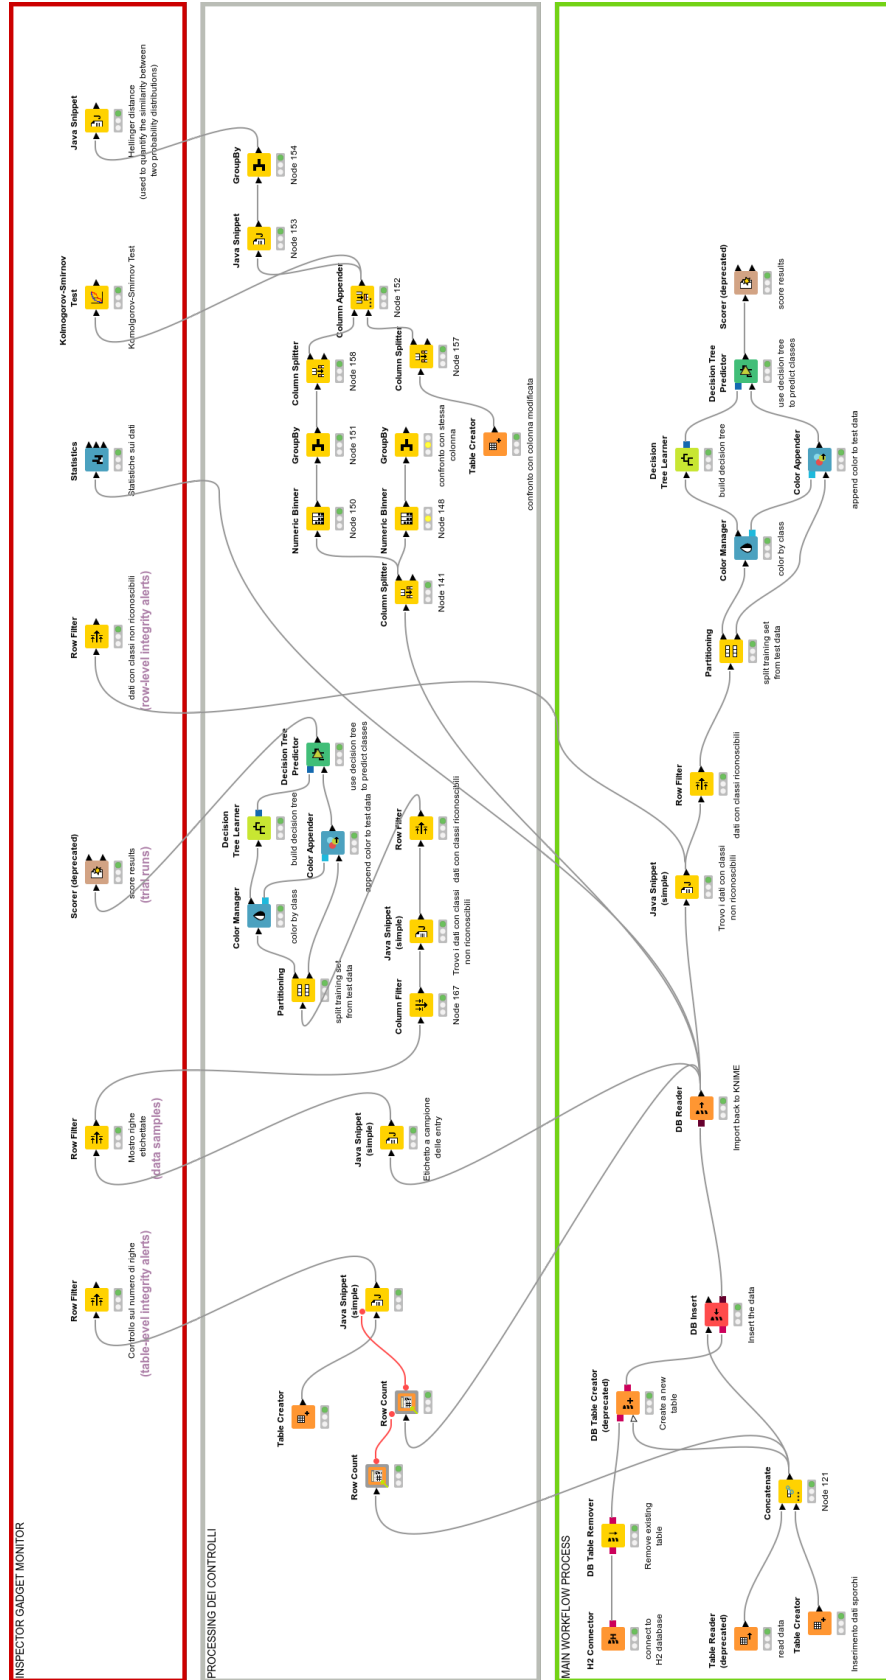 INSPECTOR GADGET MONITOR
Row Filter
Controllo sul numero di righe
(table-level integrity alerts)
Row Filter
Mostro righe
etichettate
(data samples)
Scorer (deprecated)
score results
(trial runs)
Row Filter
dati con classi non riconoscibili
(row-level integrity alerts)
Statistics
Statistiche sui dati
Kolmogorov-Smirnov
Test
Komolgorov-Smirnov Test
Java Snippet
Hellinger distance
(used to quantify the similarity between
two probability distributions)
PROCESSING DEI CONTROLLI
Table Creator
Row Count
Row Count
Java Snippet
(simple)
Java Snippet
(simple)
Etichetto a campione
delle entry
Partitioning
split training set
from test data
Color Manager
color by class
Decision
Tree Learner
build decision tree
Color Appender
append color to test data
Decision Tree
Predictor
use decision tree
to predict classes
Column Filter
Node 167
Java Snippet
(simple)
Trovo i dati con classi
non riconoscibili
Row Filter
dati con classi riconoscibili
Column Splitter
Node 141
Numeric Binner
Node 150
GroupBy
Node 151
Column Splitter
Node 158
Numeric Binner
Node 148
GroupBy
confronto con stessa
colonna
Table Creator
confronto con colonna modificata
Column Splitter
Node 157
Column Appender
Node 152
Java Snippet
Node 153
GroupBy
Node 154
MAIN WORKFLOW PROCESS
H2 Connector
connect to
H2 database
DB Table Remover
Remove existing
table
DB Table Creator
(deprecated)
Create a new
table
Table Reader
(deprecated)
read data
Table Creator
Inserimento dati sporchi
Concatenate
Node 121
DB Insert
Insert the data
DB Reader
Import back to KNIME
Java Snippet
(simple)
Trovo i dati con classi
non riconoscibili
Row Filter
dati con classi riconoscibili
Partitioning
split training set
from test data
Color Manager
color by class
Decision
Tree Learner
build decision tree
Color Appender
append color to test data
Decision Tree
Predictor
use decision tree
to predict classes
Scorer (deprecated)
score results